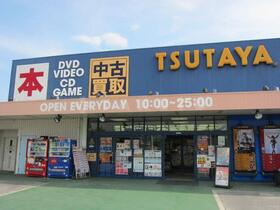 本
DVD
VIDEO
CD
GAME
中古
買取
TSUTAYA
OPEN EVERYDAY 10:00~25:00